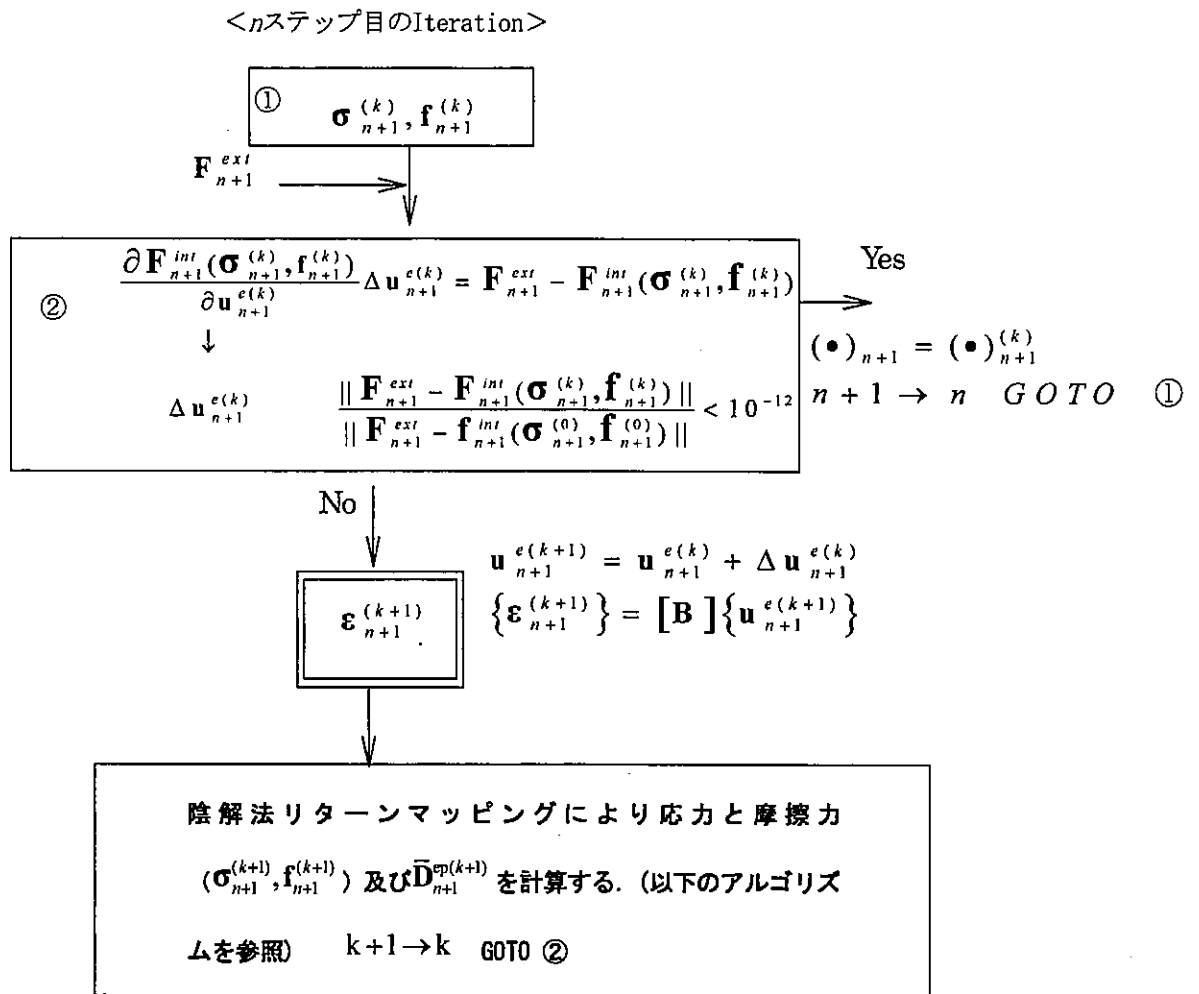 <nステップ目のIteration>
①
σ_{n+1}^{(k)}, f_{n+1}^{(k)}
F_{n+1}^{ext}
②
∂F_{n+1}^{int}(σ_{n+1}^{(k)}, f_{n+1}^{(k)}) / ∂u_{n+1}^{e(k)} Δu_{n+1}^{e(k)} = F_{n+1}^{ext} - F_{n+1}^{int}(σ_{n+1}^{(k)}, f_{n+1}^{(k)})
↓
Δu_{n+1}^{e(k)}
|| F_{n+1}^{ext} - F_{n+1}^{int}(σ_{n+1}^{(k)}, f_{n+1}^{(k)}) || / || F_{n+1}^{ext} - f_{n+1}^{int}(σ_{n+1}^{(0)}, f_{n+1}^{(0)}) || < 10^{-12}
Yes
(•)_{n+1} = (•)_{n+1}^{(k)}
n+1 → n GOTO ①
No
ε_{n+1}^{(k+1)}
u_{n+1}^{e(k+1)} = u_{n+1}^{e(k)} + Δu_{n+1}^{e(k)}
{ε_{n+1}^{(k+1)}} = [B]{u_{n+1}^{e(k+1)}}
陰解法リターンマッピングにより応力と摩擦力
(σ_{n+1}^{(k+1)}, f_{n+1}^{(k+1)}) 及びD̄_{n+1}^{ep(k+1)} を計算する. (以下のアルゴリズ
ムを参照) k+1→k GOTO ②